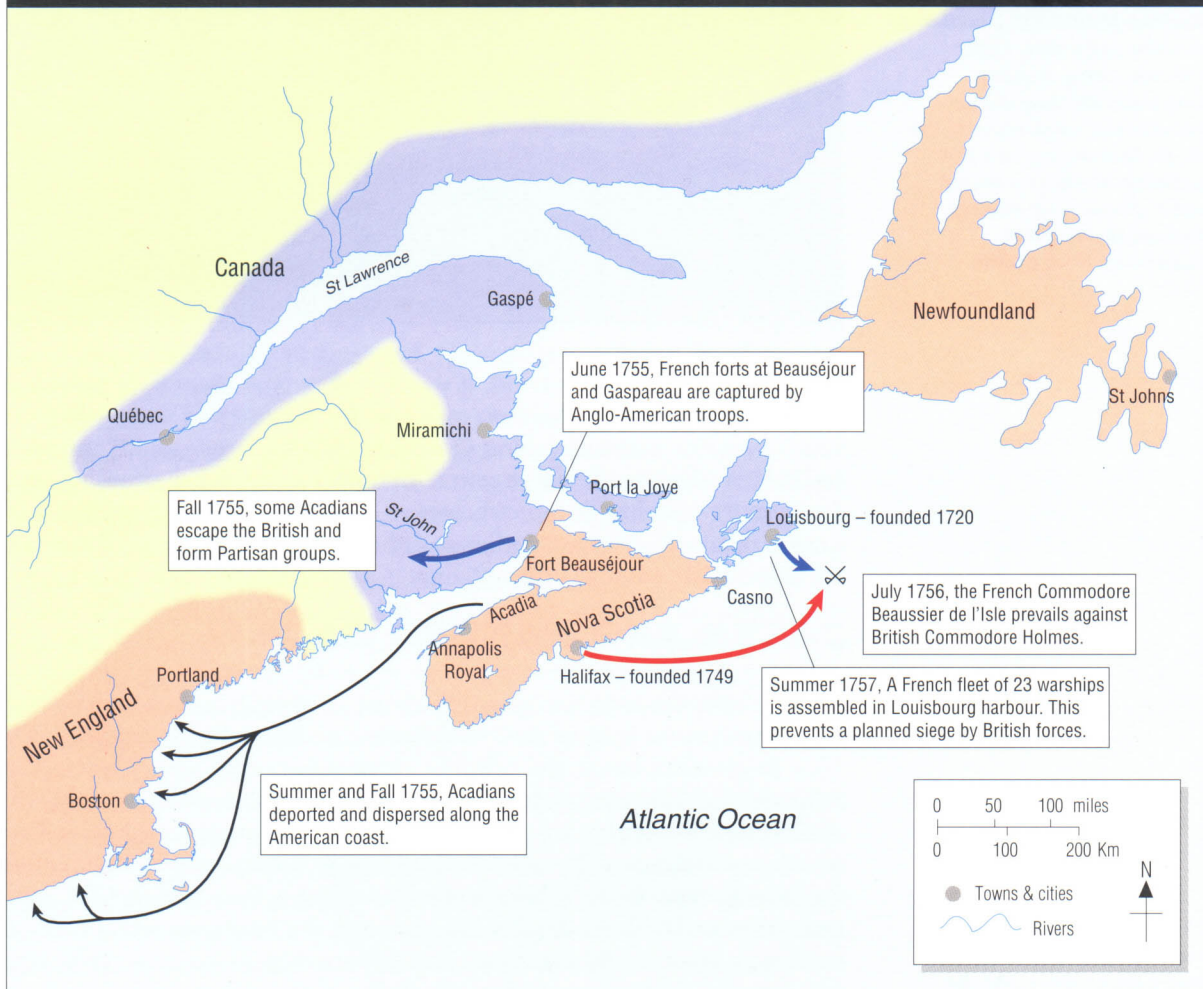 Canada
St Lawrence
Gaspé
Newfoundland
St Johns
June 1755, French forts at Beauséjour
and Gaspareau are captured by
Anglo-American troops.
Québec
Miramichi
Port la Joye
Fall 1755, some Acadians
escape the British and
form Partisan groups.
St John
Louisbourg – founded 1720
Fort Beauséjour
Casno
July 1756, the French Commodore
Beaussier de l'Isle prevails against
British Commodore Holmes.
Acadia
Nova Scotia
Annapolis
Royal
Halifax – founded 1749
Portland
New England
Summer 1757, A French fleet of 23 warships
is assembled in Louisbourg harbour. This
prevents a planned siege by British forces.
Boston
Summer and Fall 1755, Acadians
deported and dispersed along the
American coast.
Atlantic Ocean
0 50 100 miles
0 100 200 Km
N
Towns & cities
Rivers